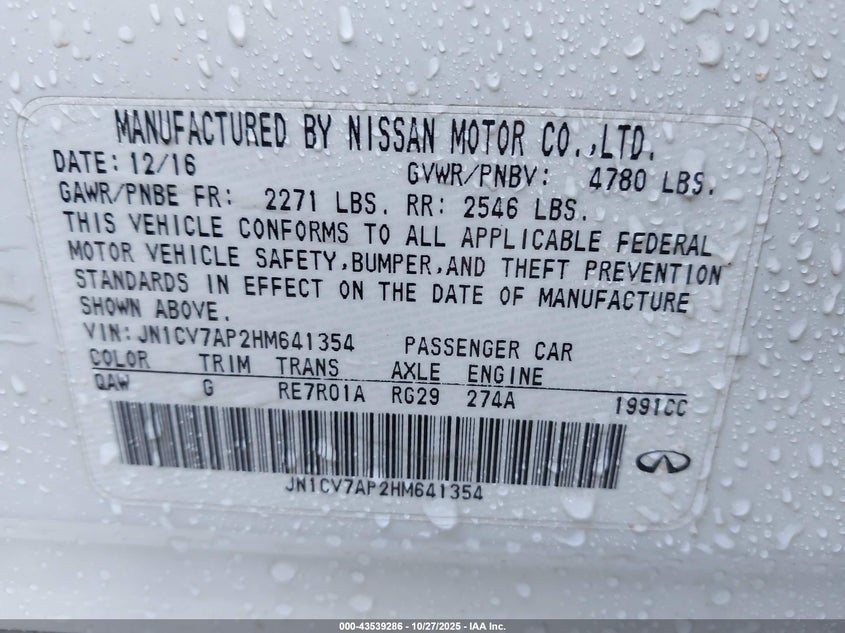 MANUFACTURED BY NISSAN MOTOR CO.,LTD.
DATE: 12/16 GVWR/PNBV: 4780 LBS.
GAWR/PNBE FR: 2271 LBS. RR: 2546 LBS.
THIS VEHICLE CONFORMS TO ALL APPLICABLE FEDERAL
MOTOR VEHICLE SAFETY,BUMPER,AND THEFT PREVENTION
STANDARDS IN EFFECT ON THE DATE OF MANUFACTURE
SHOWN ABOVE.
VIN: JN1CV7AP2HM641354 PASSENGER CAR
COLOR TRIM TRANS AXLE ENGINE
QAW G RE7R01A RG29 274A 1991CC
JN1CV7AP2HM641354
000-43539286 - 10/27/2025 - IAA Inc.